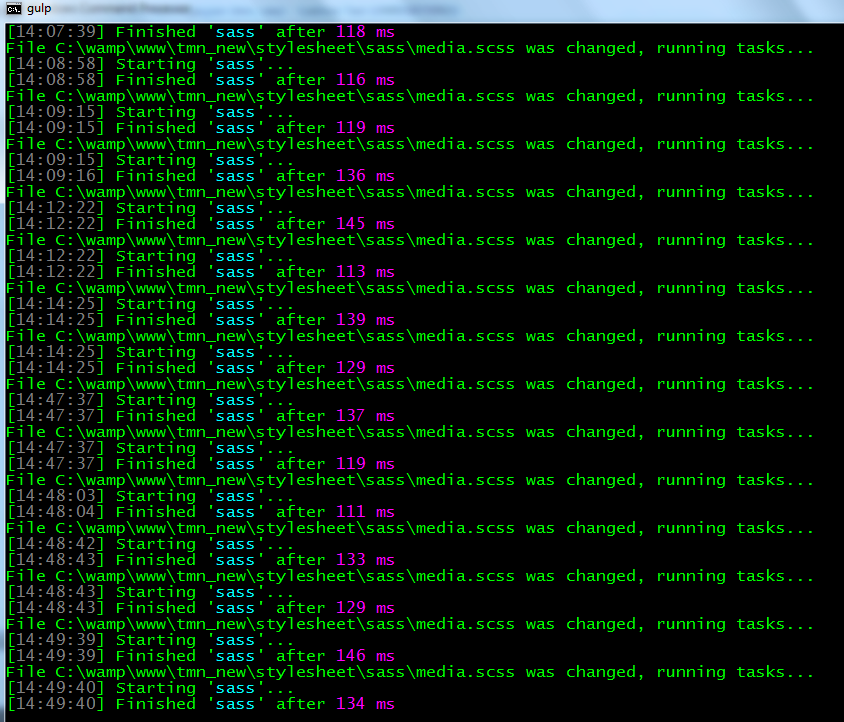 gulp
[14:07:39] Finished 'sass' after 118 ms
File C:\wamp\www\tmn_new\stylesheet\sass\media.scss was changed, running tasks...
[14:08:58] Starting 'sass'...
[14:08:58] Finished 'sass' after 116 ms
File C:\wamp\www\tmn_new\stylesheet\sass\media.scss was changed, running tasks...
[14:09:15] Starting 'sass'...
[14:09:15] Finished 'sass' after 119 ms
File C:\wamp\www\tmn_new\stylesheet\sass\media.scss was changed, running tasks...
[14:09:15] Starting 'sass'...
[14:09:16] Finished 'sass' after 136 ms
File C:\wamp\www\tmn_new\stylesheet\sass\media.scss was changed, running tasks...
[14:12:22] Starting 'sass'...
[14:12:22] Finished 'sass' after 145 ms
File C:\wamp\www\tmn_new\stylesheet\sass\media.scss was changed, running tasks...
[14:12:22] Starting 'sass'...
[14:12:22] Finished 'sass' after 113 ms
File C:\wamp\www\tmn_new\stylesheet\sass\media.scss was changed, running tasks...
[14:14:25] Starting 'sass'...
[14:14:25] Finished 'sass' after 139 ms
File C:\wamp\www\tmn_new\stylesheet\sass\media.scss was changed, running tasks...
[14:14:25] Starting 'sass'...
[14:14:25] Finished 'sass' after 129 ms
File C:\wamp\www\tmn_new\stylesheet\sass\media.scss was changed, running tasks...
[14:47:37] Starting 'sass'...
[14:47:37] Finished 'sass' after 137 ms
File C:\wamp\www\tmn_new\stylesheet\sass\media.scss was changed, running tasks...
[14:47:37] Starting 'sass'...
[14:47:37] Finished 'sass' after 119 ms
File C:\wamp\www\tmn_new\stylesheet\sass\media.scss was changed, running tasks...
[14:48:03] Starting 'sass'...
[14:48:04] Finished 'sass' after 111 ms
File C:\wamp\www\tmn_new\stylesheet\sass\media.scss was changed, running tasks...
[14:48:42] Starting 'sass'...
[14:48:43] Finished 'sass' after 133 ms
File C:\wamp\www\tmn_new\stylesheet\sass\media.scss was changed, running tasks...
[14:48:43] Starting 'sass'...
[14:48:43] Finished 'sass' after 129 ms
File C:\wamp\www\tmn_new\stylesheet\sass\media.scss was changed, running tasks...
[14:49:39] Starting 'sass'...
[14:49:39] Finished 'sass' after 146 ms
File C:\wamp\www\tmn_new\stylesheet\sass\media.scss was changed, running tasks...
[14:49:40] Starting 'sass'...
[14:49:40] Finished 'sass' after 134 ms